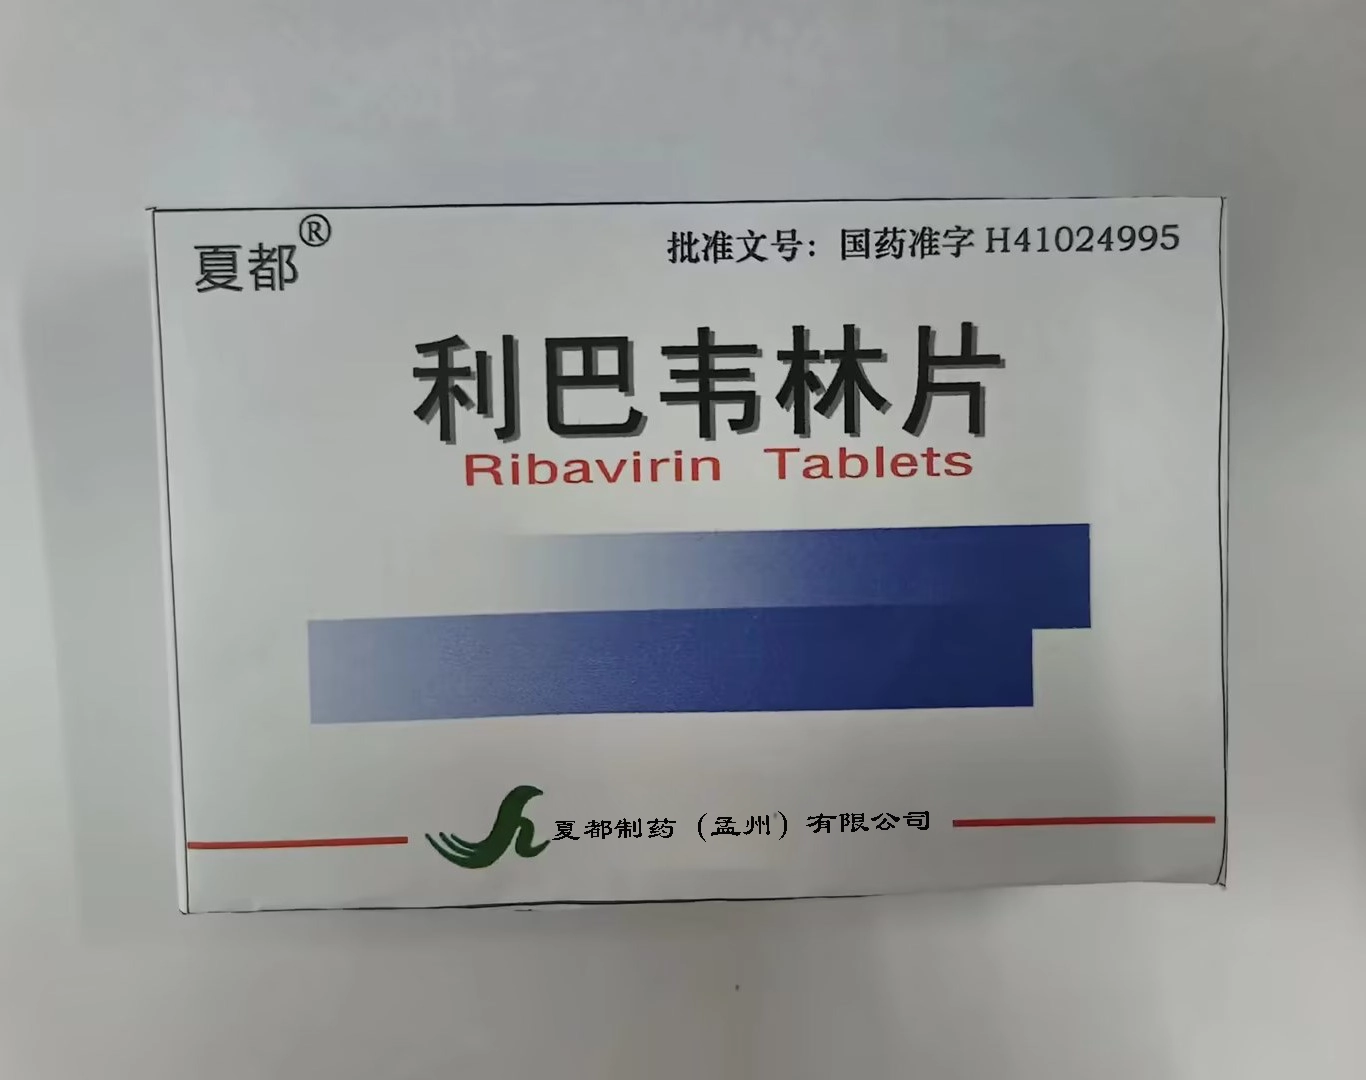 夏都®
批准文号：国药准字 H41024995
利巴韦林片
Ribavirin Tablets
夏都制药（孟州）有限公司